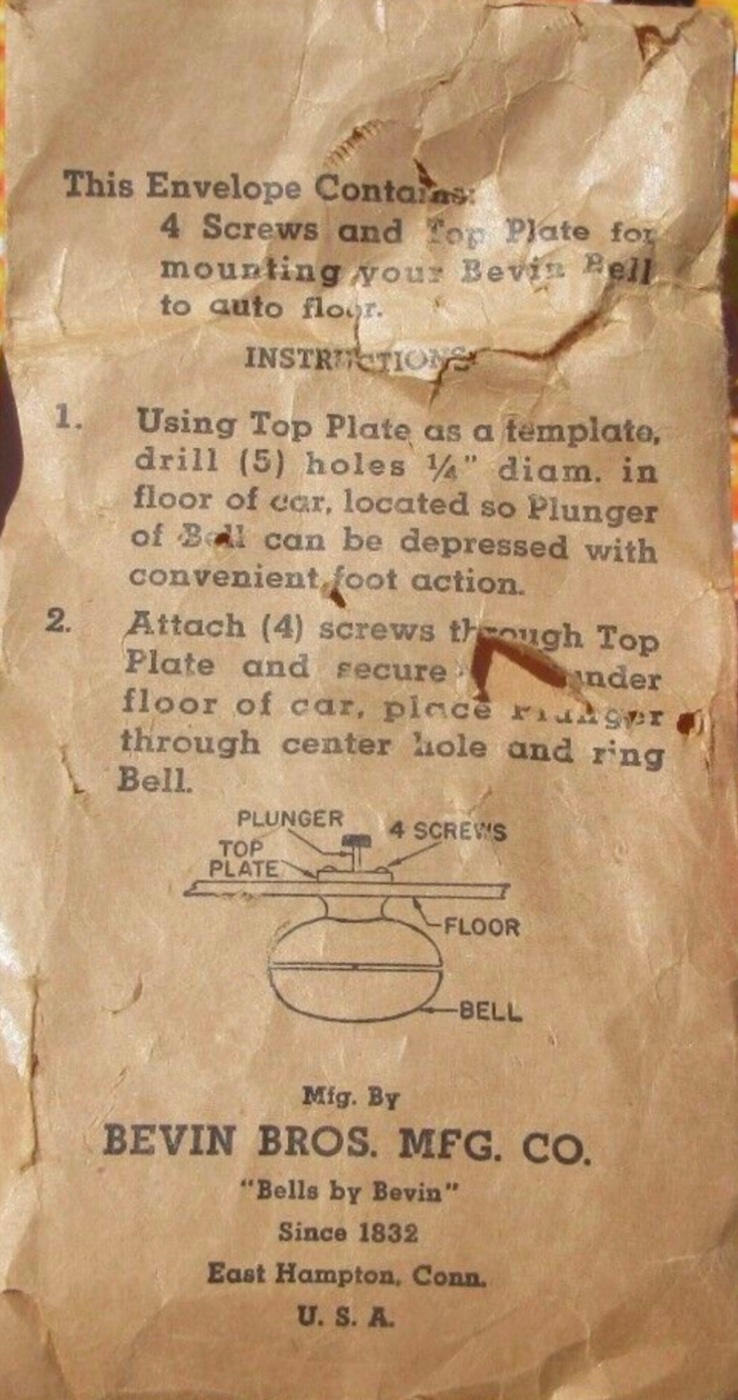 This Envelope Contains:
4 Screws and Top Plate for
mounting your Bevin Bell
to auto floor.
INSTRUCTIONS
1. Using Top Plate as a template,
drill (5) holes ¼" diam. in
floor of car, located so Plunger
of Bell can be depressed with
convenient foot action.
2. Attach (4) screws through Top
Plate and secure under
floor of car, place Plunger
through center hole and ring
Bell.
PLUNGER
4 SCREWS
TOP
PLATE
FLOOR
BELL
Mfg. By
BEVIN BROS. MFG. CO.
"Bells by Bevin"
Since 1832
East Hampton, Conn.
U. S. A.